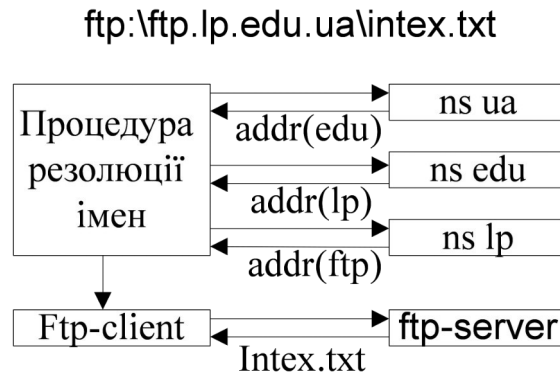 ftp:\ftp.lp.edu.ua\intex.txt
Процедура
резолюції
імен
ns ua
addr(edu)
ns edu
addr(lp)
ns lp
addr(ftp)
Ftp-client
ftp-server
Intex.txt